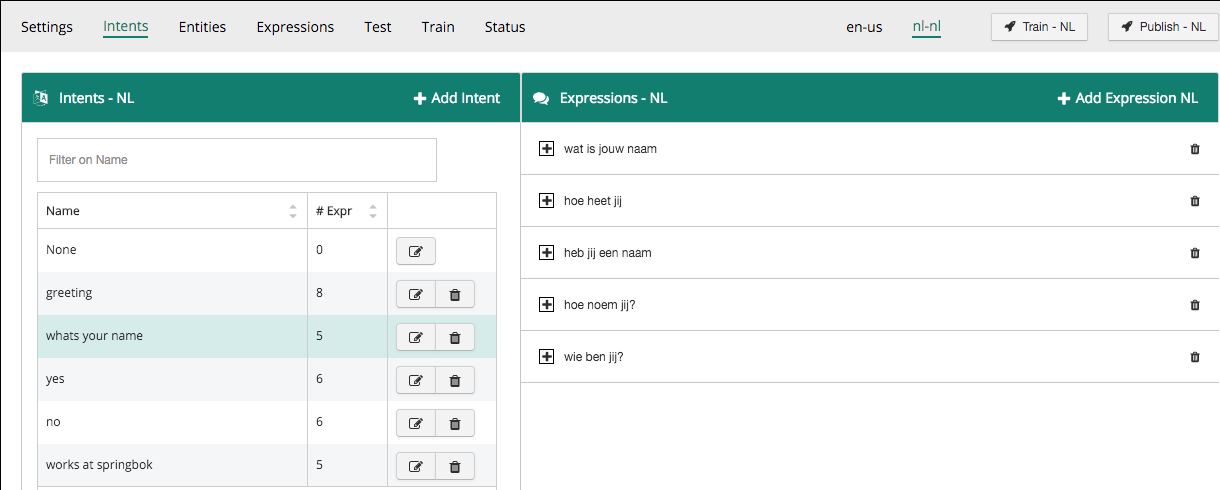 Settings Intents Entities Expressions Test Train Status en-us nl-nl Train - NL Publish - NL
Intents - NL Add Intent
Filter on Name
Name # Expr
None 0
greeting 8
whats your name 5
yes 6
no 6
works at springbok 5
Expressions - NL Add Expression NL
wat is jouw naam
hoe heet jij
heb jij een naam
hoe noem jij?
wie ben jij?